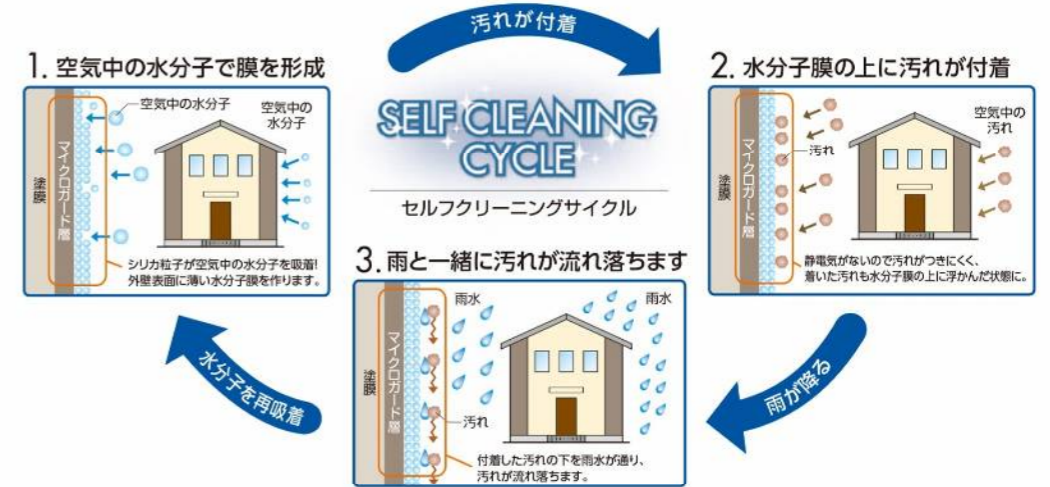 汚れが付着
1. 空気中の水分子で膜を形成
空気中の水分子
空気中の
水分子
塗膜
マイクロガード層
シリカ粒子が空気中の水分子を吸着!
外壁表面に薄い水分子膜を作ります。
SELF CLEANING
CYCLE
セルフクリーニングサイクル
2. 水分子膜の上に汚れが付着
空気中の
汚れ
汚れ
塗膜
マイクロガード層
静電気がないので汚れがつきにくく、
着いた汚れも水分子膜の上に浮かんだ状態に。
雨が降る
3. 雨と一緒に汚れが流れ落ちます
雨水
雨水
塗膜
マイクロガード層
汚れ
付着した汚れの下を雨水が通り、
汚れが流れ落ちます。
水分子を再吸着